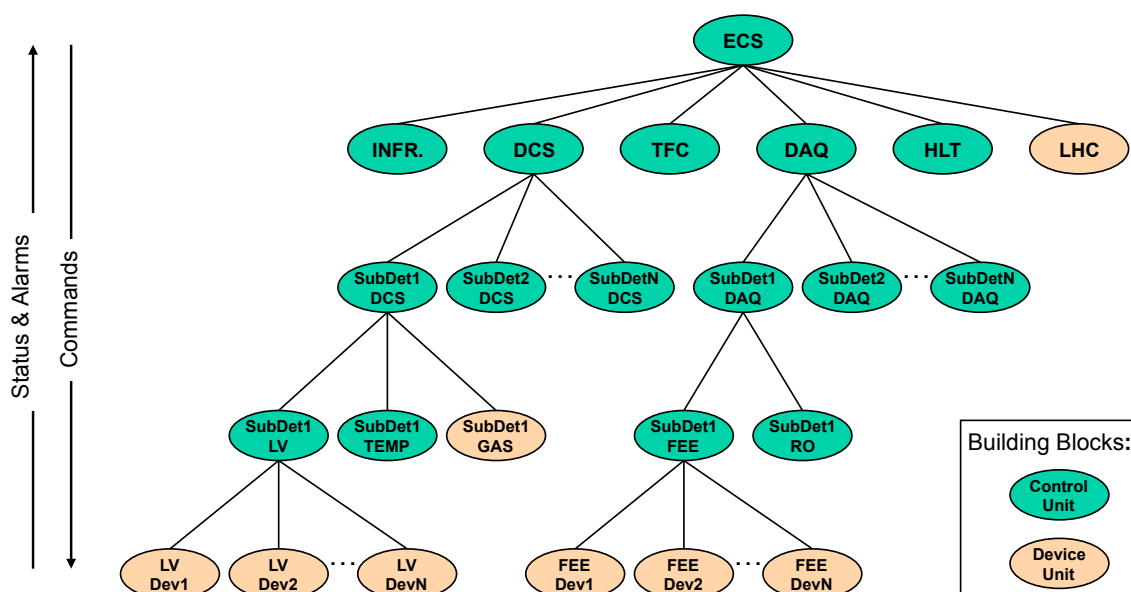 ECS
INFR.
DCS
TFC
DAQ
HLT
LHC
Status & Alarms
Commands
SubDet1
DCS
SubDet2
DCS
...
SubDetN
DCS
SubDet1
DAQ
SubDet2
DAQ
...
SubDetN
DAQ
SubDet1
LV
SubDet1
TEMP
SubDet1
GAS
SubDet1
FEE
SubDet1
RO
LV
Dev1
LV
Dev2
...
LV
DevN
FEE
Dev1
FEE
Dev2
...
FEE
DevN
Building Blocks:
Control
Unit
Device
Unit